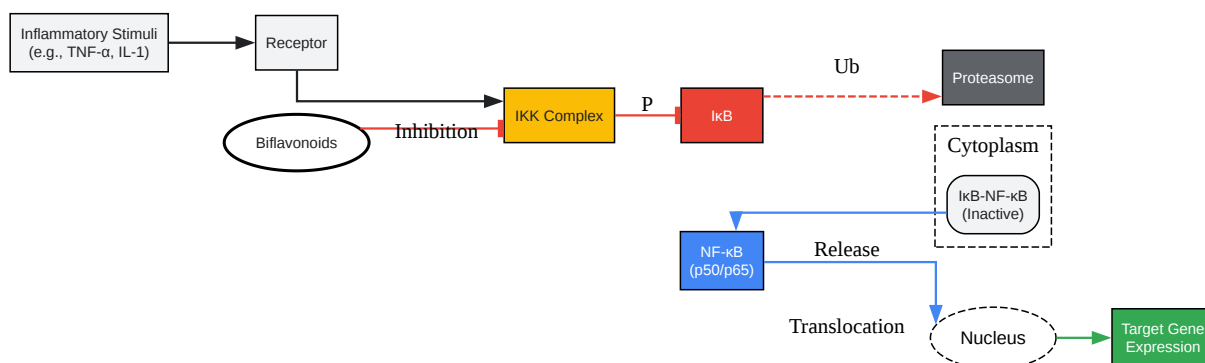 Inflammatory Stimuli
(e.g., TNF-α, IL-1)
Receptor
Biflavonoids
Inhibition
IKK Complex
P
IκB
Ub
Proteasome
Cytoplasm
IκB-NF-κB
(Inactive)
NF-κB
(p50/p65)
Release
Translocation
Nucleus
Target Gene
Expression